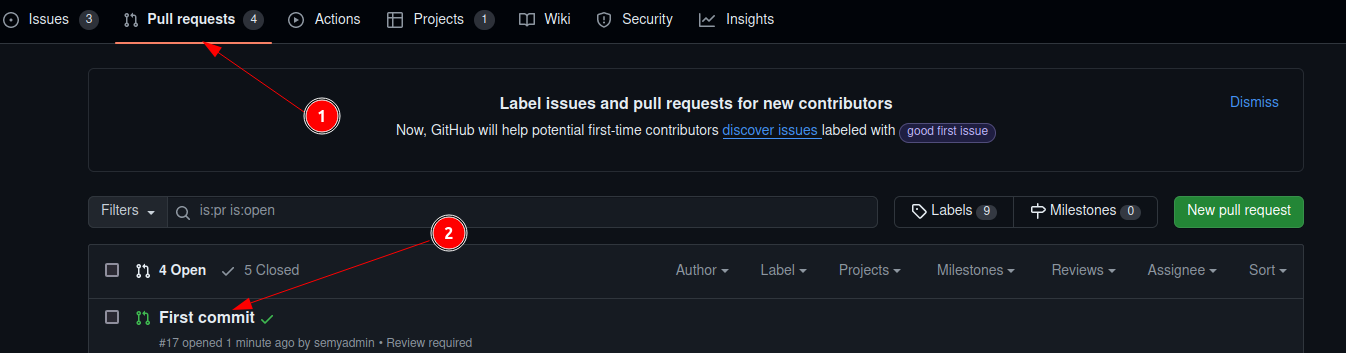 Issues 3 Pull requests 4 Actions Projects 1 Wiki Security Insights
1
Label issues and pull requests for new contributors
Dismiss
Now, GitHub will help potential first-time contributors discover issues labeled with good first issue
Filters is:pr is:open Labels 9 Milestones 0 New pull request
2
4 Open 5 Closed Author Label Projects Milestones Reviews Assignee Sort
First commit
#17 opened 1 minute ago by semyadmin • Review required